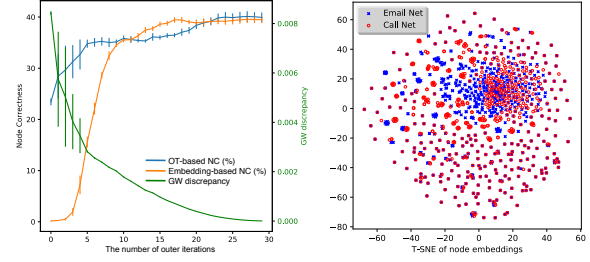 40
30
20
10
0
Node Correctness
0.008
0.006
0.004
0.002
0.000
GW discrepancy
OT-based NC (%)
Embedding-based NC (%)
GW discrepancy
0 5 10 15 20 25 30
The number of outer iterations
60
40
20
0
−20
−40
−60
−80
Email Net
Call Net
−60 −40 −20 0 20 40 60
T-SNE of node embeddings